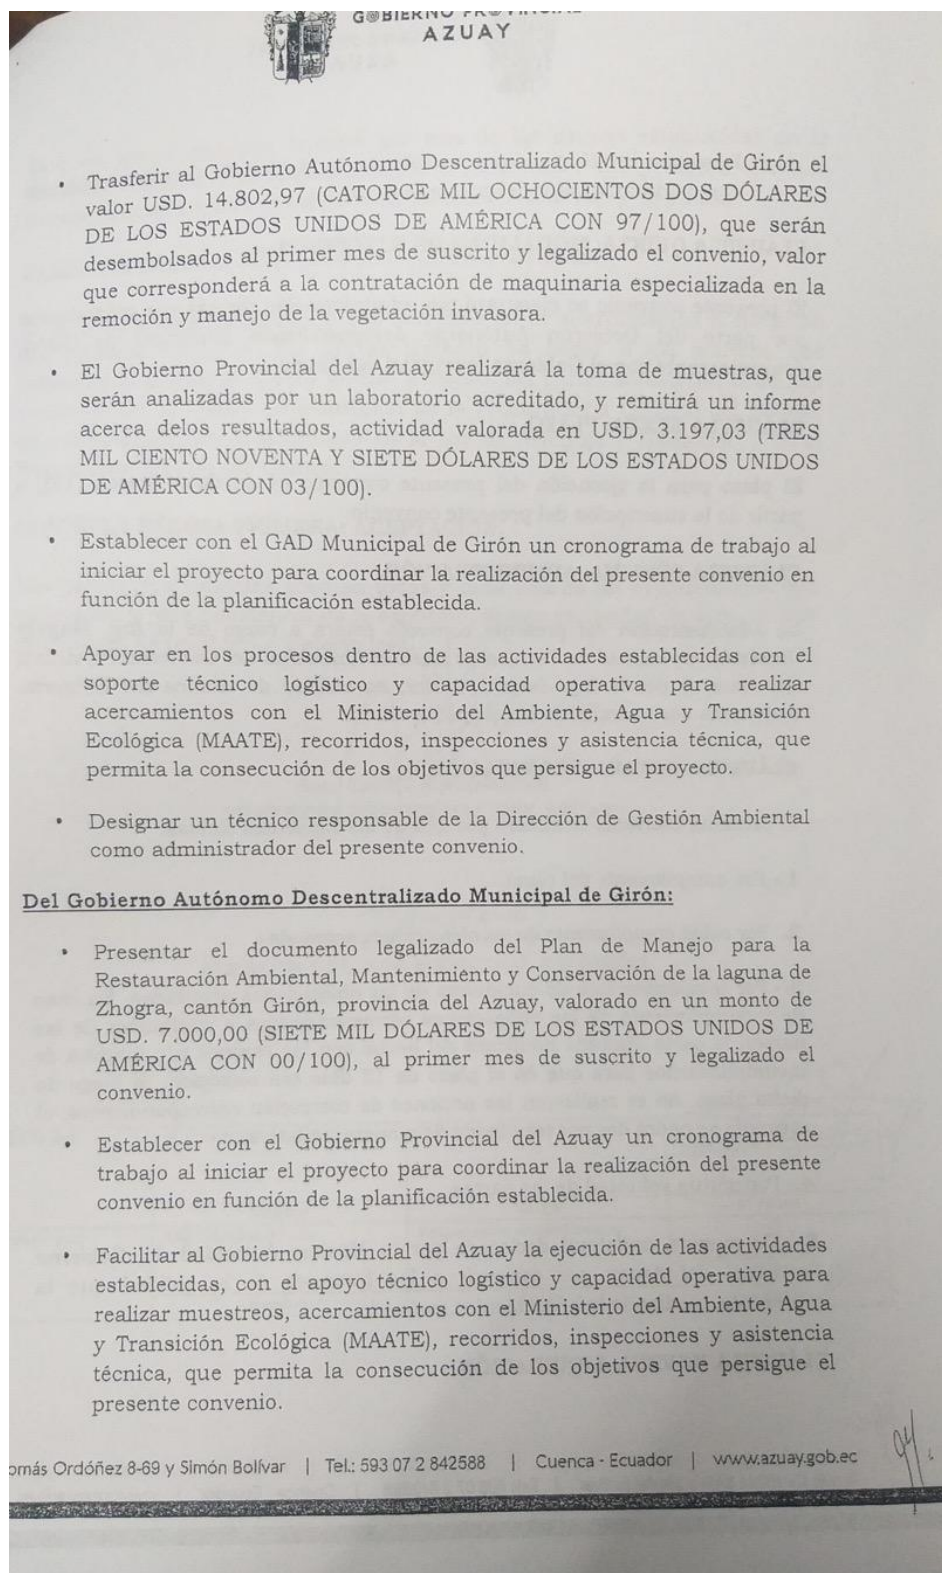 GOBIERNO PROVINCIAL
AZUAY
• Trasferir al Gobierno Autónomo Descentralizado Municipal de Girón el
valor USD. 14.802,97 (CATORCE MIL OCHOCIENTOS DOS DÓLARES
DE LOS ESTADOS UNIDOS DE AMÉRICA CON 97/100), que serán
desembolsados al primer mes de suscrito y legalizado el convenio, valor
que corresponderá a la contratación de maquinaria especializada en la
remoción y manejo de la vegetación invasora.
• El Gobierno Provincial del Azuay realizará la toma de muestras, que
serán analizadas por un laboratorio acreditado, y remitirá un informe
acerca delos resultados, actividad valorada en USD. 3.197,03 (TRES
MIL CIENTO NOVENTA Y SIETE DÓLARES DE LOS ESTADOS UNIDOS
DE AMÉRICA CON 03/100).
• Establecer con el GAD Municipal de Girón un cronograma de trabajo al
iniciar el proyecto para coordinar la realización del presente convenio en
función de la planificación establecida.
• Apoyar en los procesos dentro de las actividades establecidas con el
soporte técnico logístico y capacidad operativa para realizar
acercamientos con el Ministerio del Ambiente, Agua y Transición
Ecológica (MAATE), recorridos, inspecciones y asistencia técnica, que
permita la consecución de los objetivos que persigue el proyecto.
• Designar un técnico responsable de la Dirección de Gestión Ambiental
como administrador del presente convenio.
Del Gobierno Autónomo Descentralizado Municipal de Girón:
• Presentar el documento legalizado del Plan de Manejo para la
Restauración Ambiental, Mantenimiento y Conservación de la laguna de
Zhogra, cantón Girón, provincia del Azuay, valorado en un monto de
USD. 7.000,00 (SIETE MIL DÓLARES DE LOS ESTADOS UNIDOS DE
AMÉRICA CON 00/100), al primer mes de suscrito y legalizado el
convenio.
• Establecer con el Gobierno Provincial del Azuay un cronograma de
trabajo al iniciar el proyecto para coordinar la realización del presente
convenio en función de la planificación establecida.
• Facilitar al Gobierno Provincial del Azuay la ejecución de las actividades
establecidas, con el apoyo técnico logístico y capacidad operativa para
realizar muestreos, acercamientos con el Ministerio del Ambiente, Agua
y Transición Ecológica (MAATE), recorridos, inspecciones y asistencia
técnica, que permita la consecución de los objetivos que persigue el
presente convenio.
omás Ordóñez 8-69 y Simón Bolívar | Tel.: 593 07 2 842588 | Cuenca - Ecuador | www.azuay.gob.ec